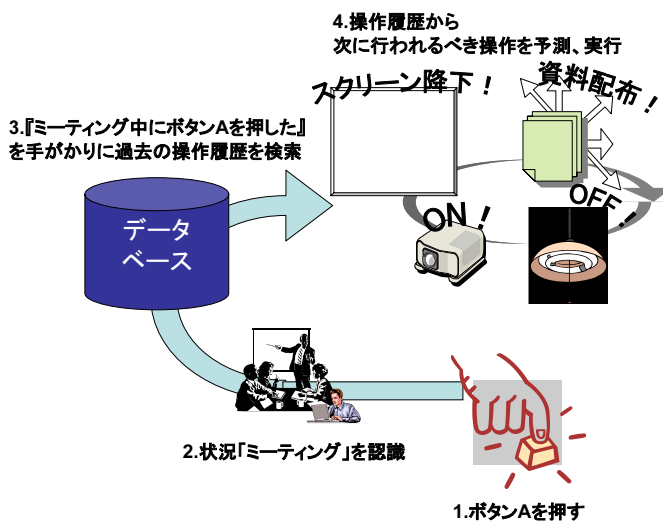 4.操作履歴から
次に行われるべき操作を予測、実行
スクリーン降下！
資料配布！
3.『ミーティング中にボタンAを押した』
を手がかりに過去の操作履歴を検索
ON！
OFF！
データ
ベース
2.状況「ミーティング」を認識
1.ボタンAを押す